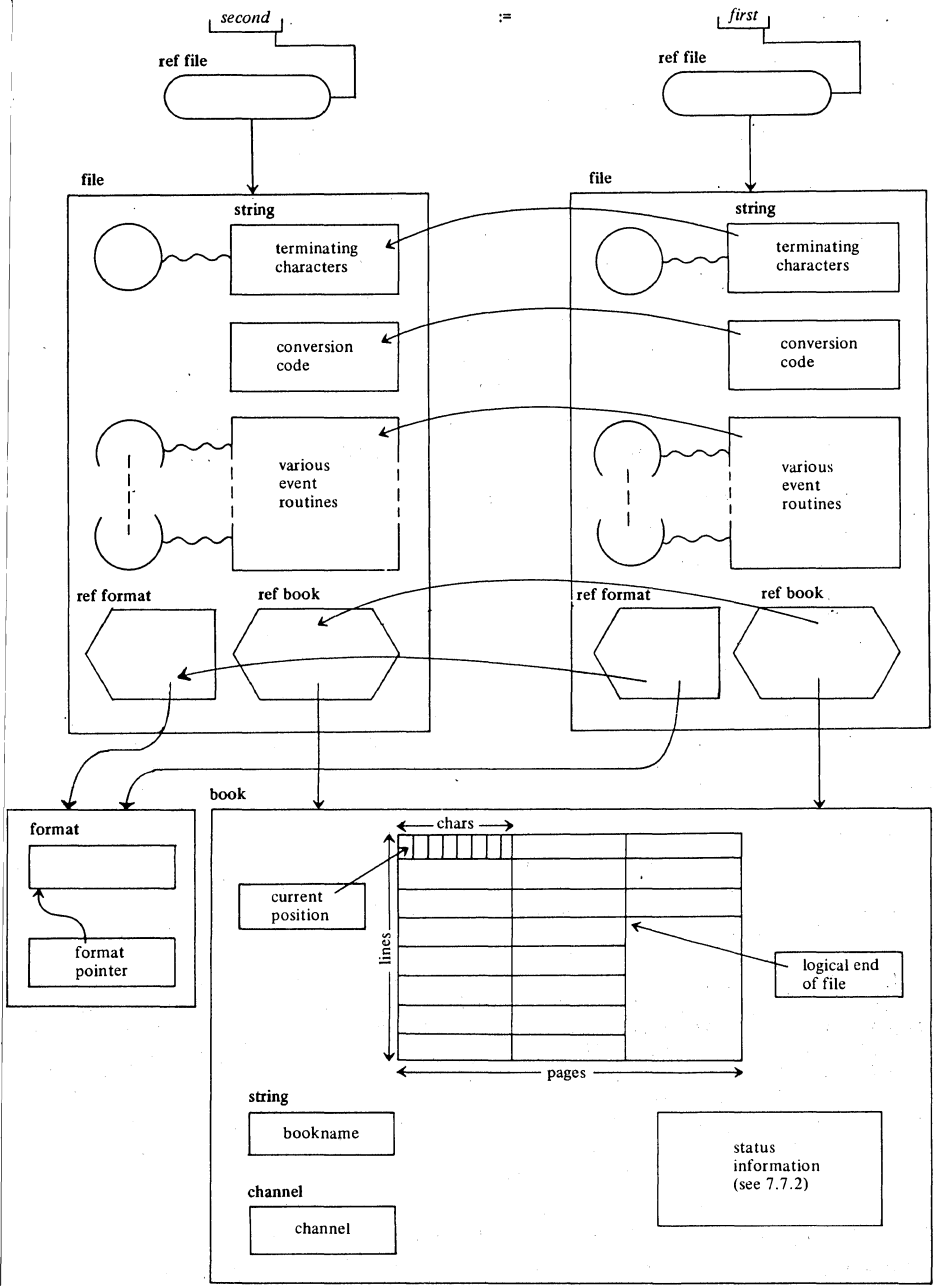 second := first
ref file
ref file
file
file
string
string
terminating
characters
terminating
characters
conversion
code
conversion
code
various
event
routines
various
event
routines
ref format ref book
ref format ref book
book
format
format
pointer
chars
current
position
lines
logical end
of file
pages
string
bookname
channel
channel
status
information
(see 7.7.2)